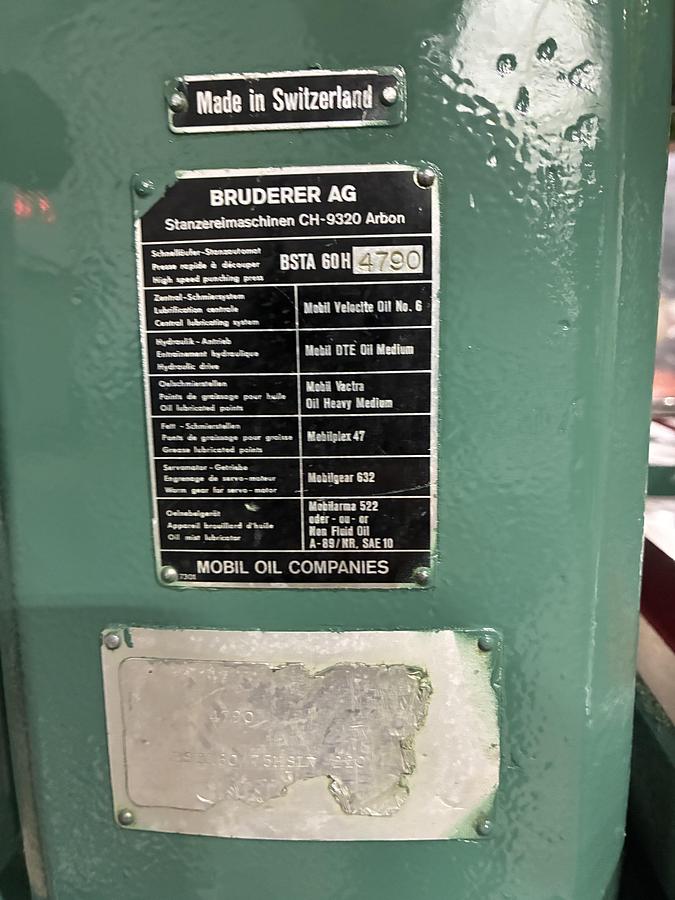 Made in Switzerland
BRUDERER AG
Stanzereimaschinen CH-9320 Arbon
Schnelläufer-Stanzautomat
Presse rapide à découper
High speed punching press
BSTA 60H 4790
Zentral-Schmiersystem
Lubrification centrale
Central lubricating system
Mobil Velocite Oil No. 6
Hydraulik-Antrieb
Entrainement hydraulique
Hydraulic drive
Mobil DTE Oil Medium
Oelschmierstellen
Points de graissage pour huile
Oil lubricated points
Mobil Vactra
Oil Heavy Medium
Fett-Schmierstellen
Points de graissage pour graisse
Grease lubricated points
Mobilplex 47
Servomotor-Getriebe
Engrenage de servo-moteur
Worm gear for servo-motor
Mobilgear 632
Oelnebelgerät
Appareil brouillard d'huile
Oil mist lubricator
Mobilarma 522
oder - ou - or
Non Fluid Oil
A-89/NR, SAE 10
MOBIL OIL COMPANIES
7301
4790